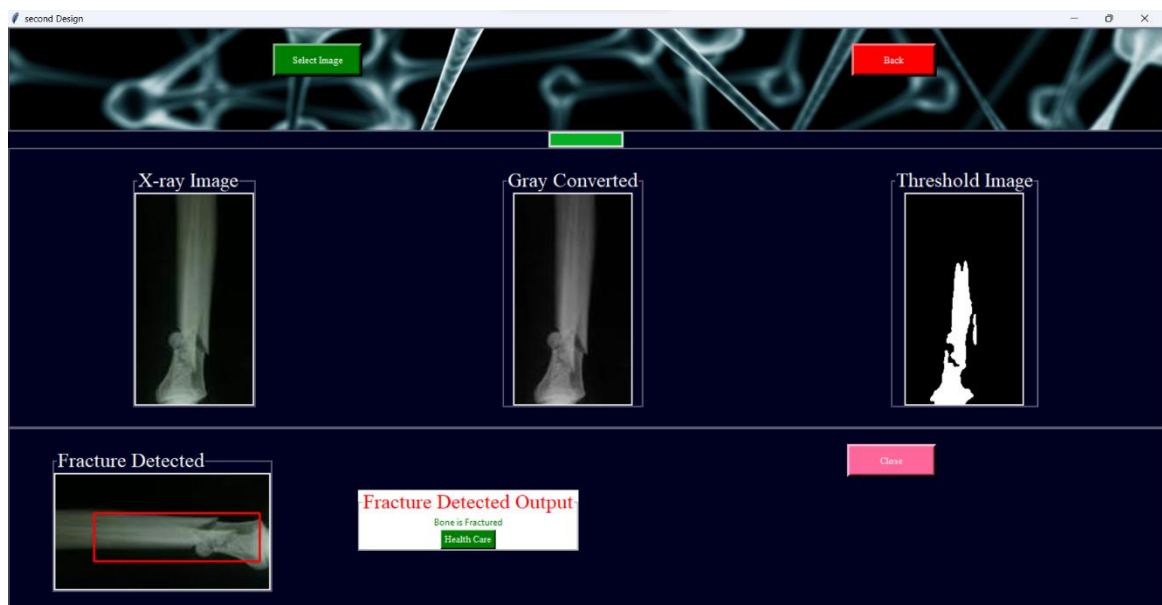 second Design
Select Image
Back
X-ray Image
Gray Converted
Threshold Image
Fracture Detected
Close
Fracture Detected Output
Bone is Fractured
Health Care